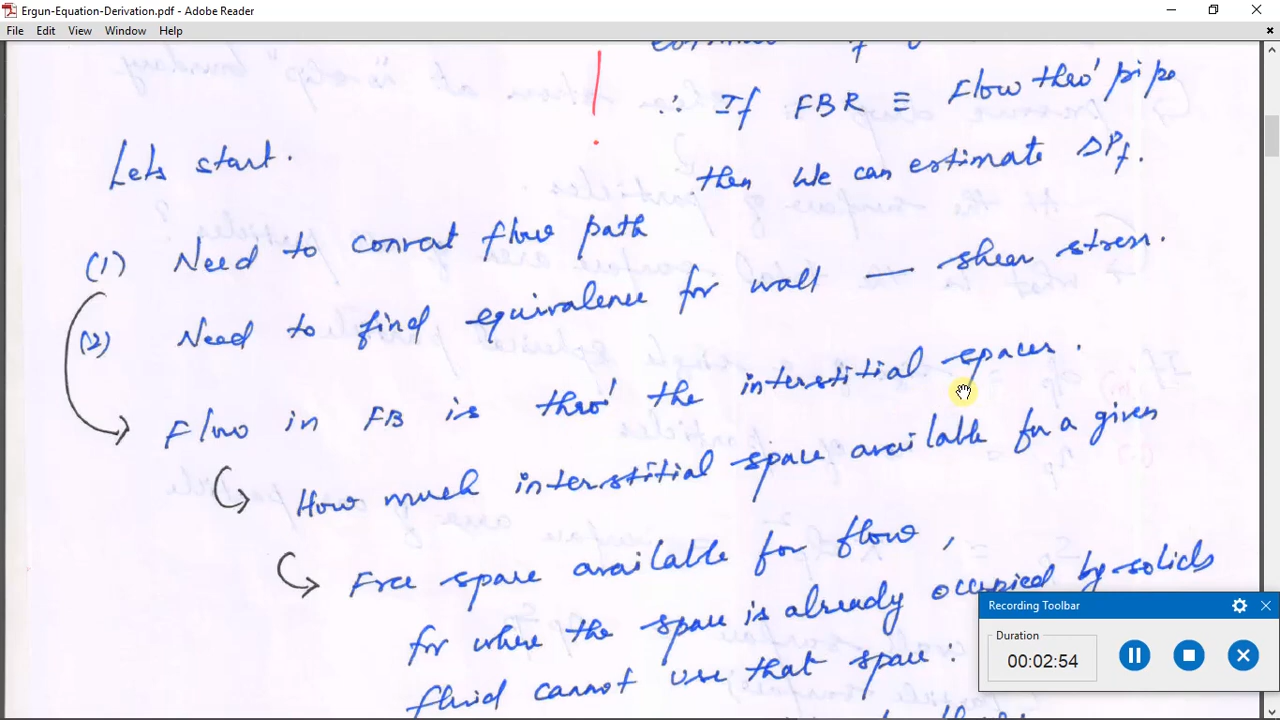 Ergun-Equation-Derivation.pdf - Adobe Reader
File Edit View Window Help
∴ If FBR ≡ Flow thro' pipe
Lets start.
then We can estimate ΔPf.
(1) Need to convert flow path
(2) Need to find equivalence for wall — shear stress.
Flow in FB is thro' the interstitial spaces.
How much interstitial space available for a given
Free space available for flow,
for where the space is already occupied by solids
fluid cannot use that space.
Recording Toolbar
Duration
00:02:54